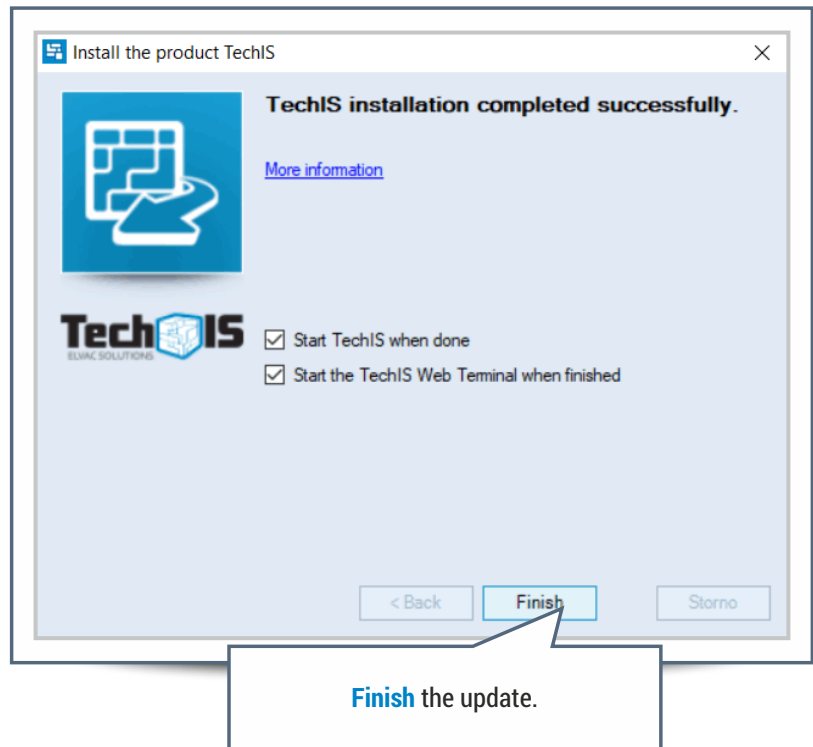 Install the product TechIS
TechIS installation completed successfully.
More information
TechIS
ELVAC SOLUTIONS
Start TechIS when done
Start the TechIS Web Terminal when finished
< Back
Finish
Storno
Finish the update.